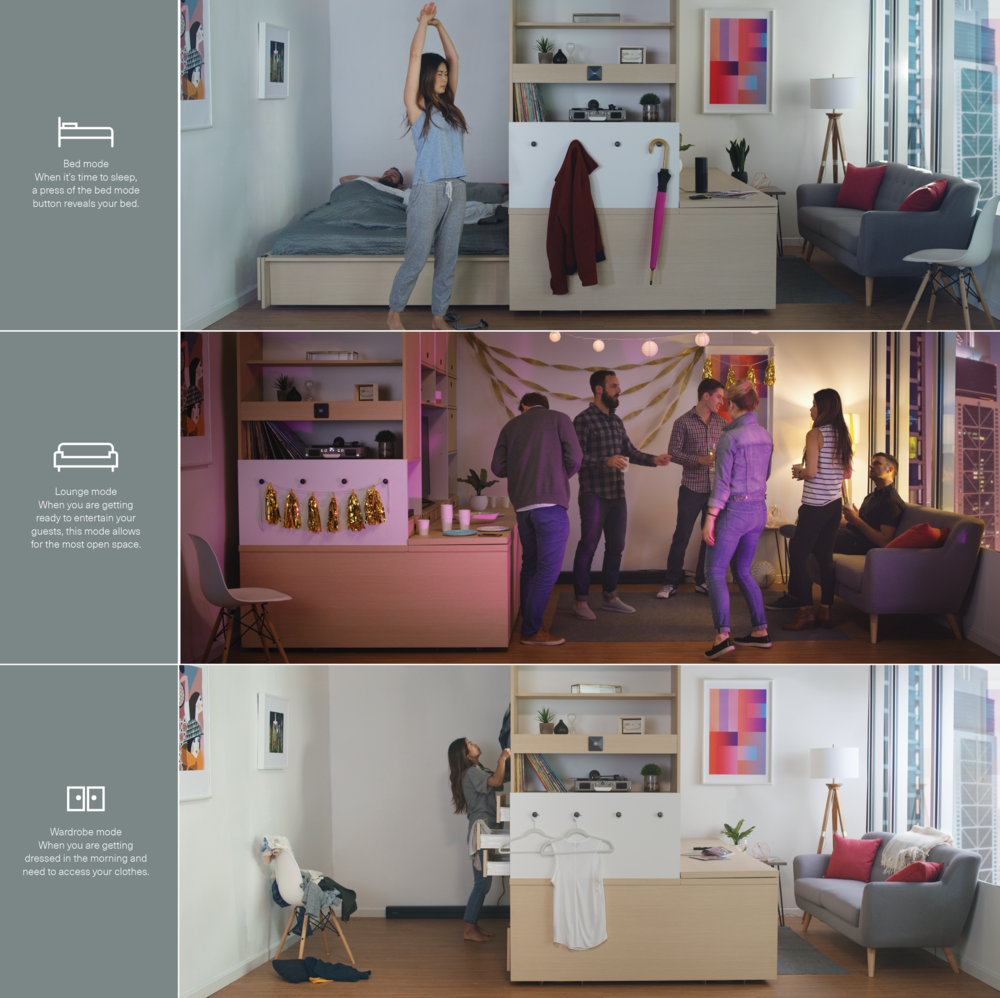 Bed mode
When it's time to sleep,
a press of the bed mode
button reveals your bed.
Lounge mode
When you are getting
ready to entertain your
guests, this mode allows
for the most open space.
Wardrobe mode
When you are getting
dressed in the morning and
need to access your clothes.